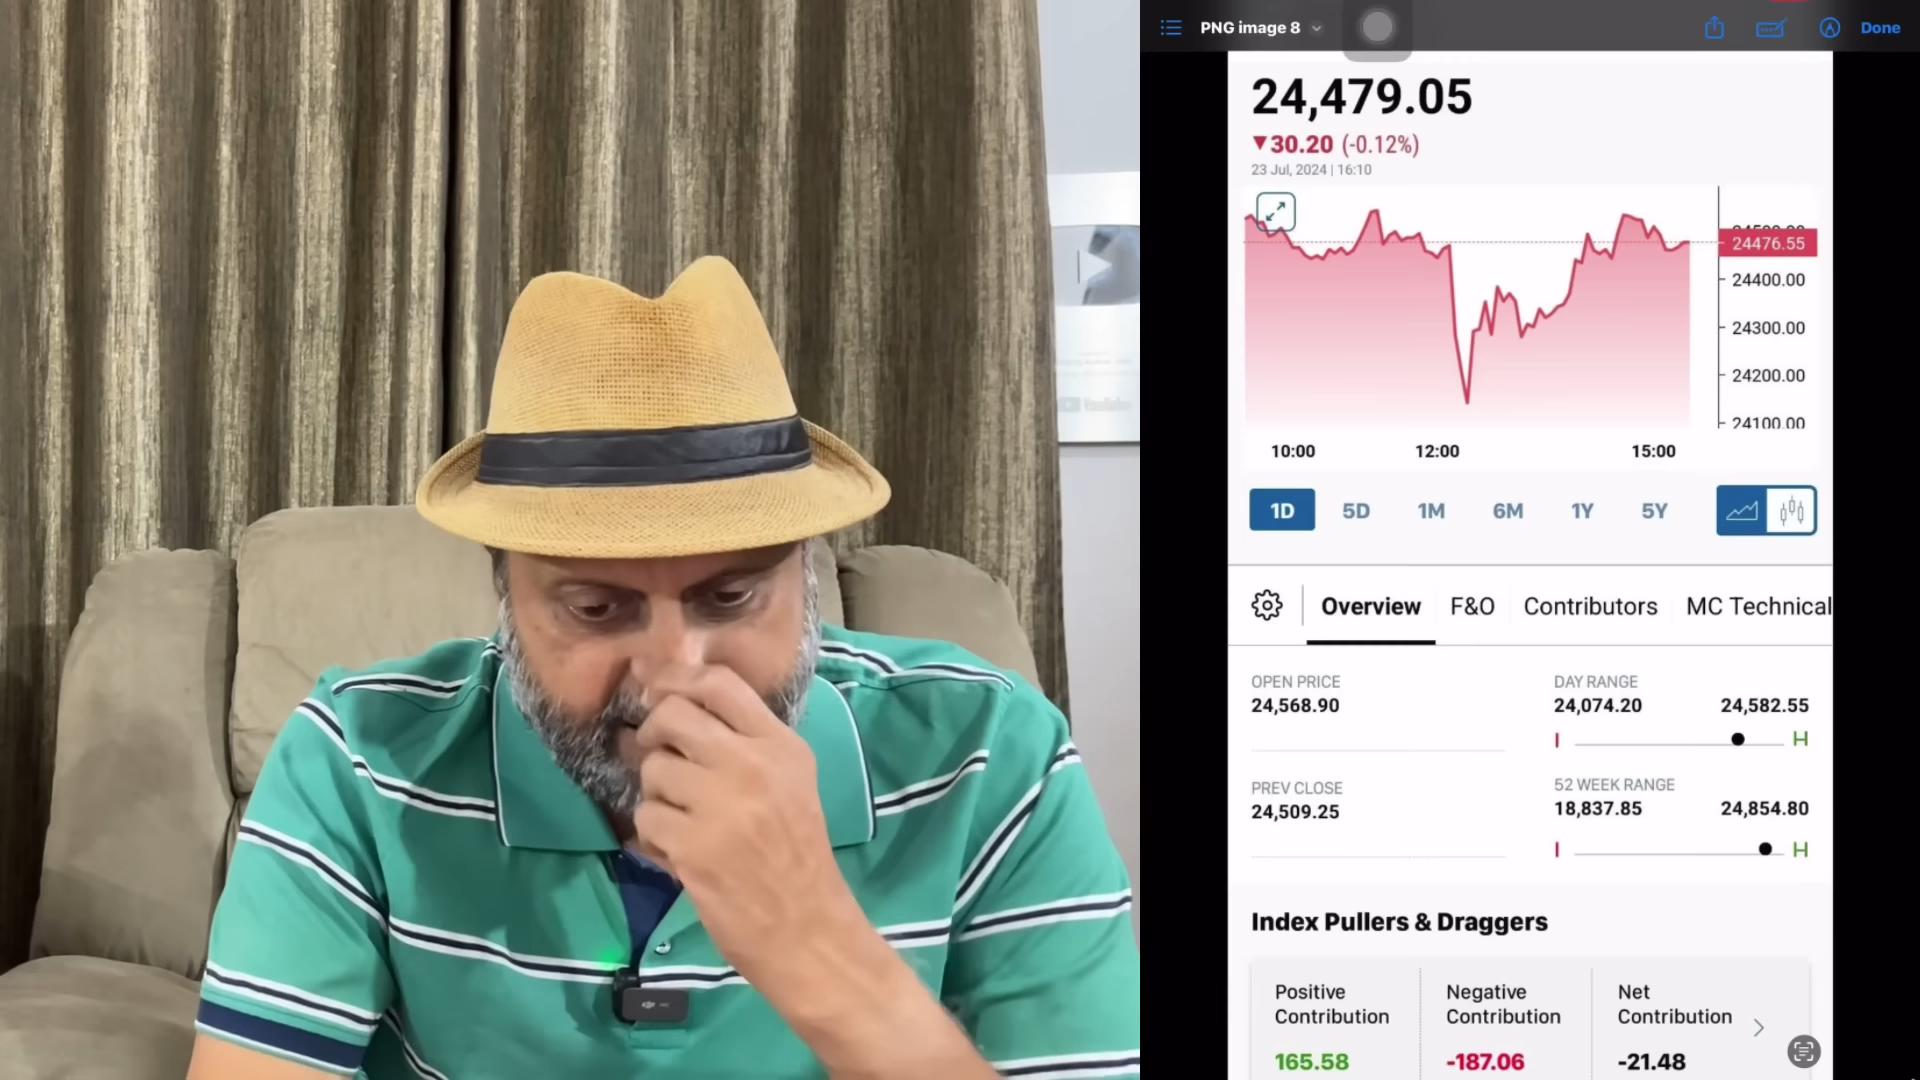 PNG image 8
Done
24,479.05
▼30.20 (-0.12%)
23 Jul, 2024 | 16:10
24476.55
24400.00
24300.00
24200.00
24100.00
10:00 12:00 15:00
1D 5D 1M 6M 1Y 5Y
Overview F&O Contributors MC Technical
OPEN PRICE
24,568.90
DAY RANGE
24,074.20 24,582.55
H
PREV CLOSE
24,509.25
52 WEEK RANGE
18,837.85 24,854.80
H
Index Pullers & Draggers
Positive
Contribution
165.58
Negative
Contribution
-187.06
Net
Contribution
-21.48
YouTube
dji